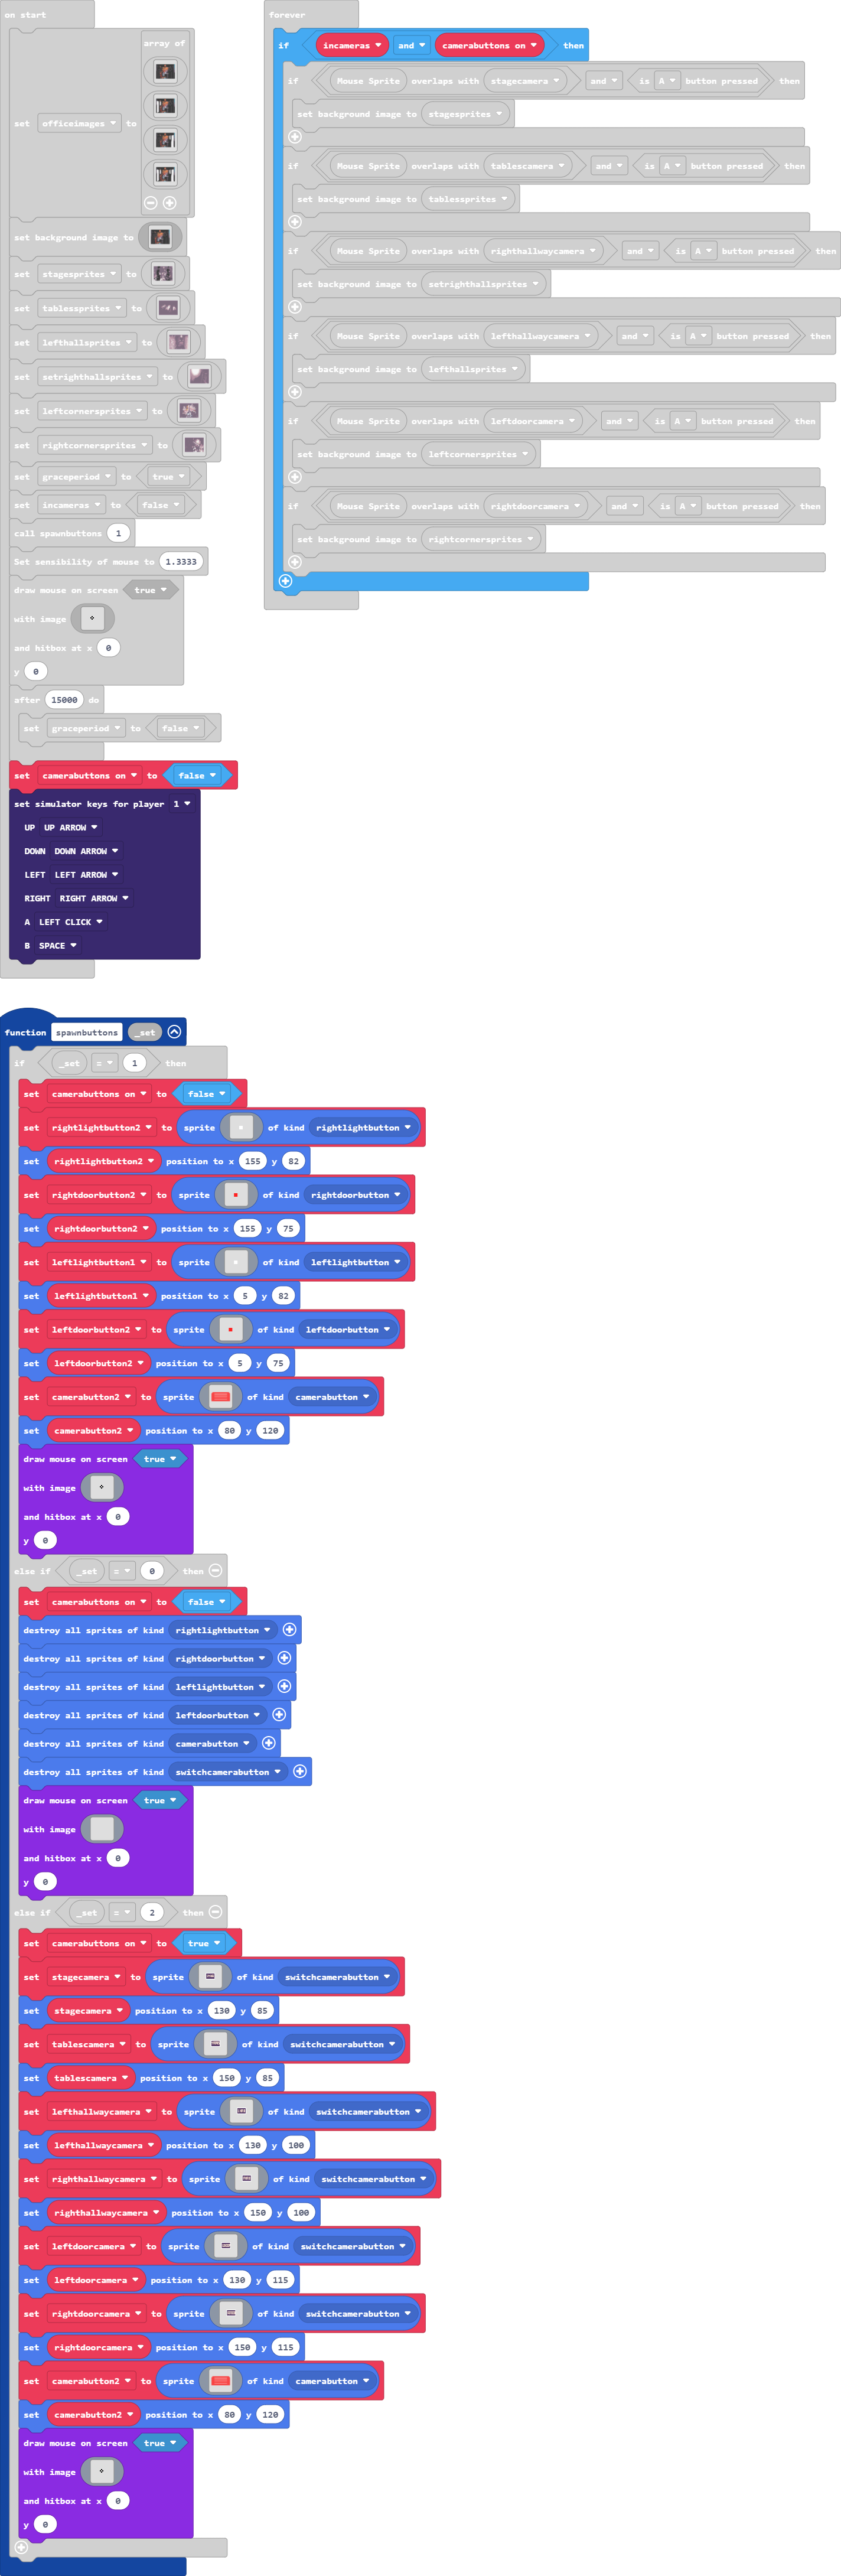 on start
array of
set officeimages to
set background image to
set stagesprites to
set tablessprites to
set lefthallsprites to
set setrighthallsprites to
set leftcornersprites to
set rightcornersprites to
set graceperiod to true
set incameras to false
call spawnbuttons 1
Set sensibility of mouse to 1.3333
draw mouse on screen true
with image
and hitbox at x 0
y 0
after 15000 do
set graceperiod to false
set camerabuttons on to false
set simulator keys for player 1
UP UP ARROW
DOWN DOWN ARROW
LEFT LEFT ARROW
RIGHT RIGHT ARROW
A LEFT CLICK
B SPACE
forever
if incameras and camerabuttons on then
if Mouse Sprite overlaps with stagecamera and is A button pressed then
set background image to stagesprites
if Mouse Sprite overlaps with tablescamera and is A button pressed then
set background image to tablessprites
if Mouse Sprite overlaps with righthallwaycamera and is A button pressed then
set background image to setrighthallsprites
if Mouse Sprite overlaps with lefthallwaycamera and is A button pressed then
set background image to lefthallsprites
if Mouse Sprite overlaps with leftdoorcamera and is A button pressed then
set background image to leftcornersprites
if Mouse Sprite overlaps with rightdoorcamera and is A button pressed then
set background image to rightcornersprites
function spawnbuttons _set
if _set = 1 then
set camerabuttons on to false
set rightlightbutton2 to sprite of kind rightlightbutton
set rightlightbutton2 position to x 155 y 82
set rightdoorbutton2 to sprite of kind rightdoorbutton
set rightdoorbutton2 position to x 155 y 75
set leftlightbutton1 to sprite of kind leftlightbutton
set leftlightbutton1 position to x 5 y 82
set leftdoorbutton2 to sprite of kind leftdoorbutton
set leftdoorbutton2 position to x 5 y 75
set camerabutton2 to sprite of kind camerabutton
set camerabutton2 position to x 80 y 120
draw mouse on screen true
with image
and hitbox at x 0
y 0
else if _set = 0 then
set camerabuttons on to false
destroy all sprites of kind rightlightbutton
destroy all sprites of kind rightdoorbutton
destroy all sprites of kind leftlightbutton
destroy all sprites of kind leftdoorbutton
destroy all sprites of kind camerabutton
destroy all sprites of kind switchcamerabutton
draw mouse on screen true
with image
and hitbox at x 0
y 0
else if _set = 2 then
set camerabuttons on to true
set stagecamera to sprite of kind switchcamerabutton
set stagecamera position to x 130 y 85
set tablescamera to sprite of kind switchcamerabutton
set tablescamera position to x 150 y 85
set lefthallwaycamera to sprite of kind switchcamerabutton
set lefthallwaycamera position to x 130 y 100
set righthallwaycamera to sprite of kind switchcamerabutton
set righthallwaycamera position to x 150 y 100
set leftdoorcamera to sprite of kind switchcamerabutton
set leftdoorcamera position to x 130 y 115
set rightdoorcamera to sprite of kind switchcamerabutton
set rightdoorcamera position to x 150 y 115
set camerabutton2 to sprite of kind camerabutton
set camerabutton2 position to x 80 y 120
draw mouse on screen true
with image
and hitbox at x 0
y 0